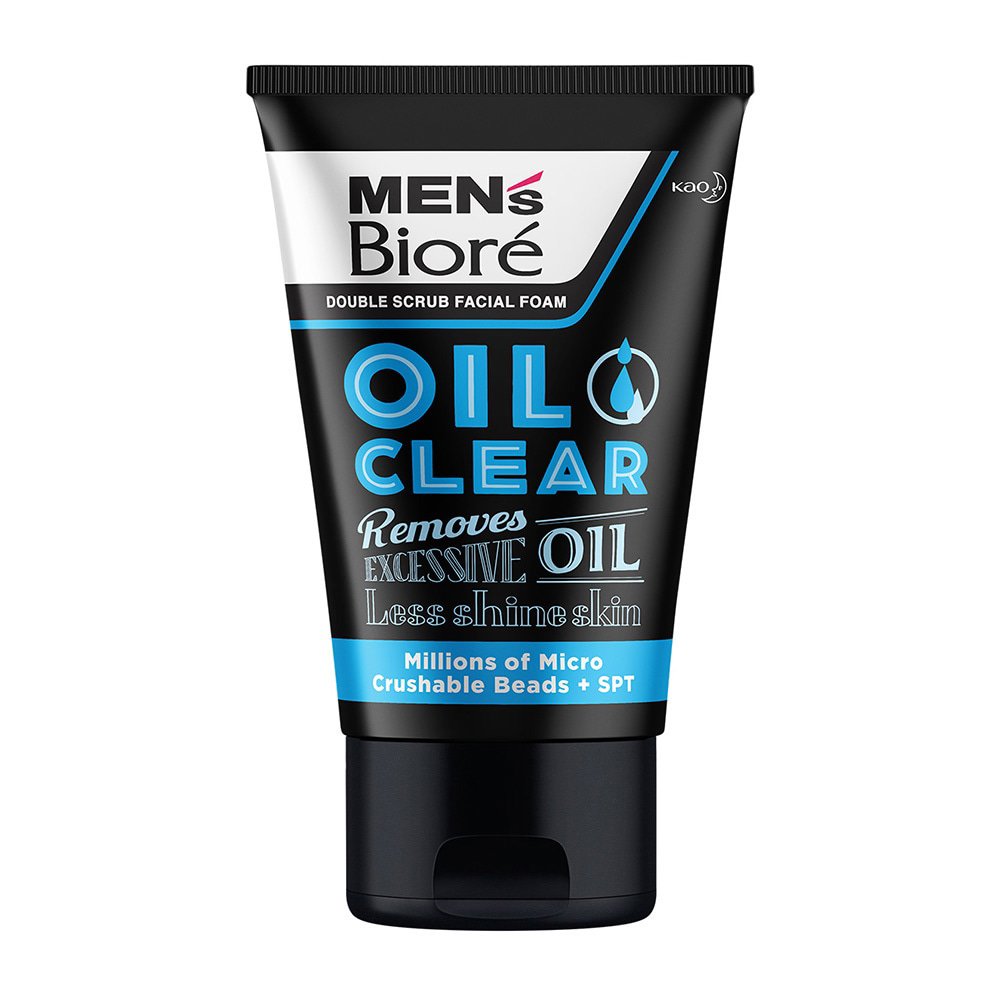 MEN's
Bioré
Kao
DOUBLE SCRUB FACIAL FOAM
OIL
CLEAR
Removes
EXCESSIVE OIL
Less shine skin
Millions of Micro
Crushable Beads + SPT